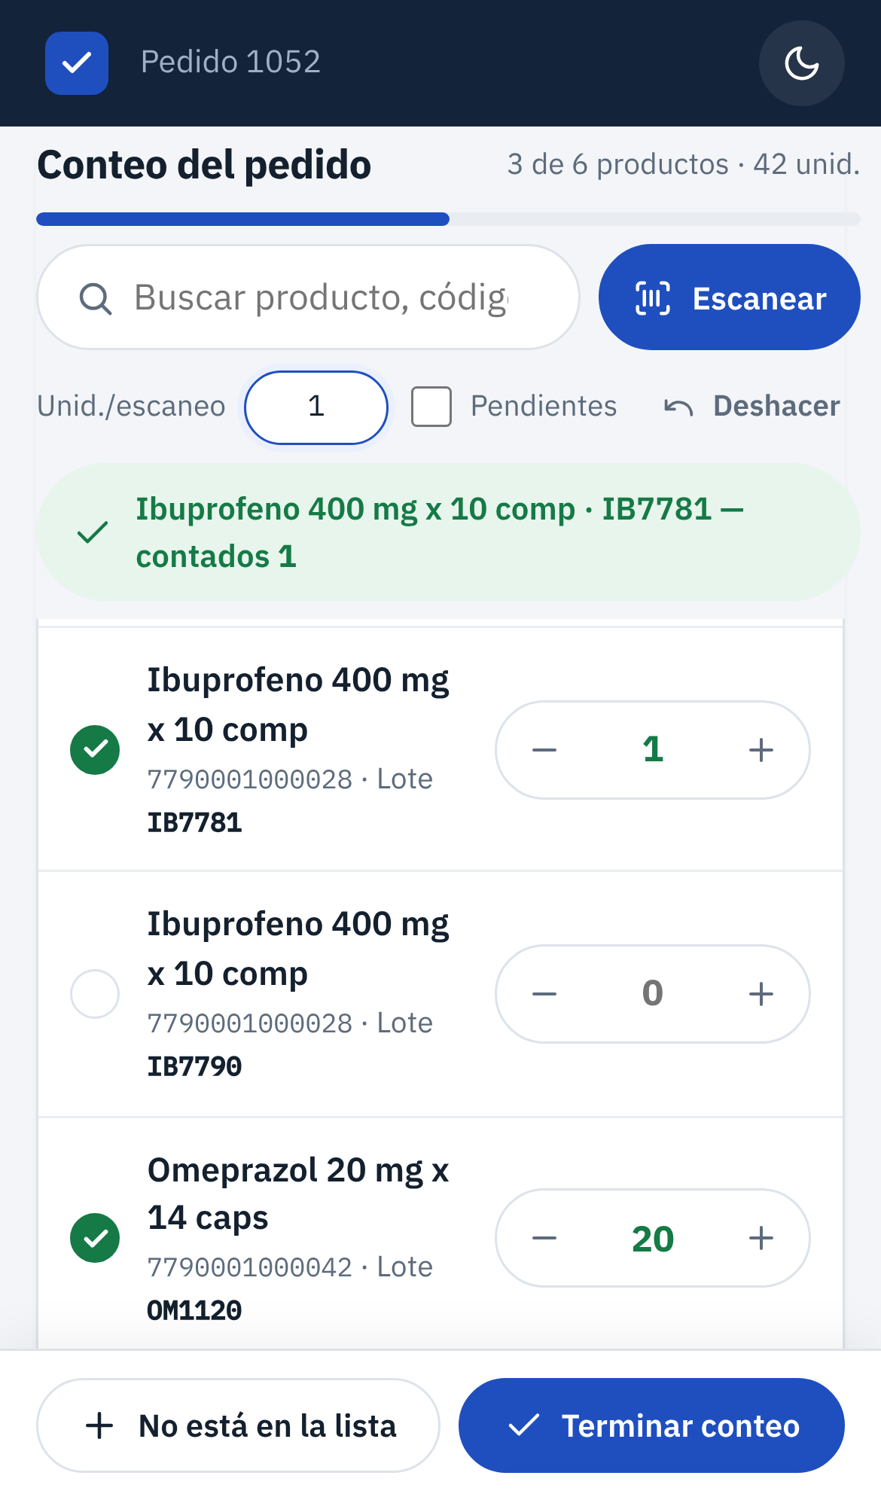 Pedido 1052
Conteo del pedido
3 de 6 productos · 42 unid.
Buscar producto, códig
Escanear
Unid./escaneo
1
Pendientes
Deshacer
Ibuprofeno 400 mg x 10 comp · IB7781 —
contados 1
Ibuprofeno 400 mg
x 10 comp
7790001000028 · Lote
IB7781
− 1 +
Ibuprofeno 400 mg
x 10 comp
7790001000028 · Lote
IB7790
− 0 +
Omeprazol 20 mg x
14 caps
7790001000042 · Lote
OM1120
− 20 +
+ No está en la lista
Terminar conteo